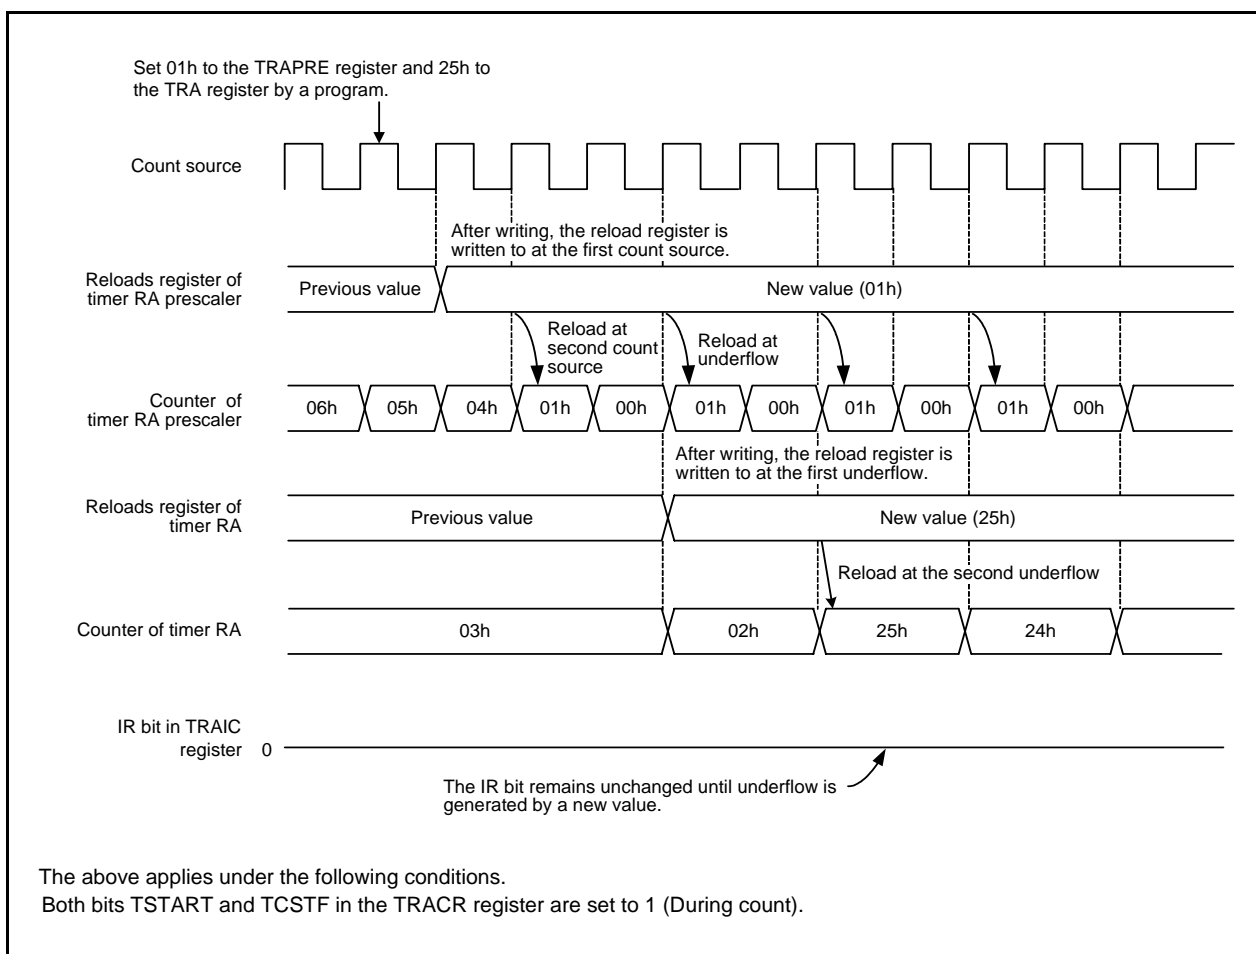 Set 01h to the TRAPRE register and 25h to
the TRA register by a program.
Count source
After writing, the reload register is
written to at the first count source.
Reloads register of
timer RA prescaler
Previous value
New value (01h)
Reload at
second count
source
Reload at
underflow
Counter of
timer RA prescaler
06h 05h 04h 01h 00h 01h 00h 01h 00h 01h 00h
After writing, the reload register is
written to at the first underflow.
Reloads register of
timer RA
Previous value
New value (25h)
Reload at the second underflow
Counter of timer RA
03h 02h 25h 24h
IR bit in TRAIC
register
0
The IR bit remains unchanged until underflow is
generated by a new value.
The above applies under the following conditions.
Both bits TSTART and TCSTF in the TRACR register are set to 1 (During count).